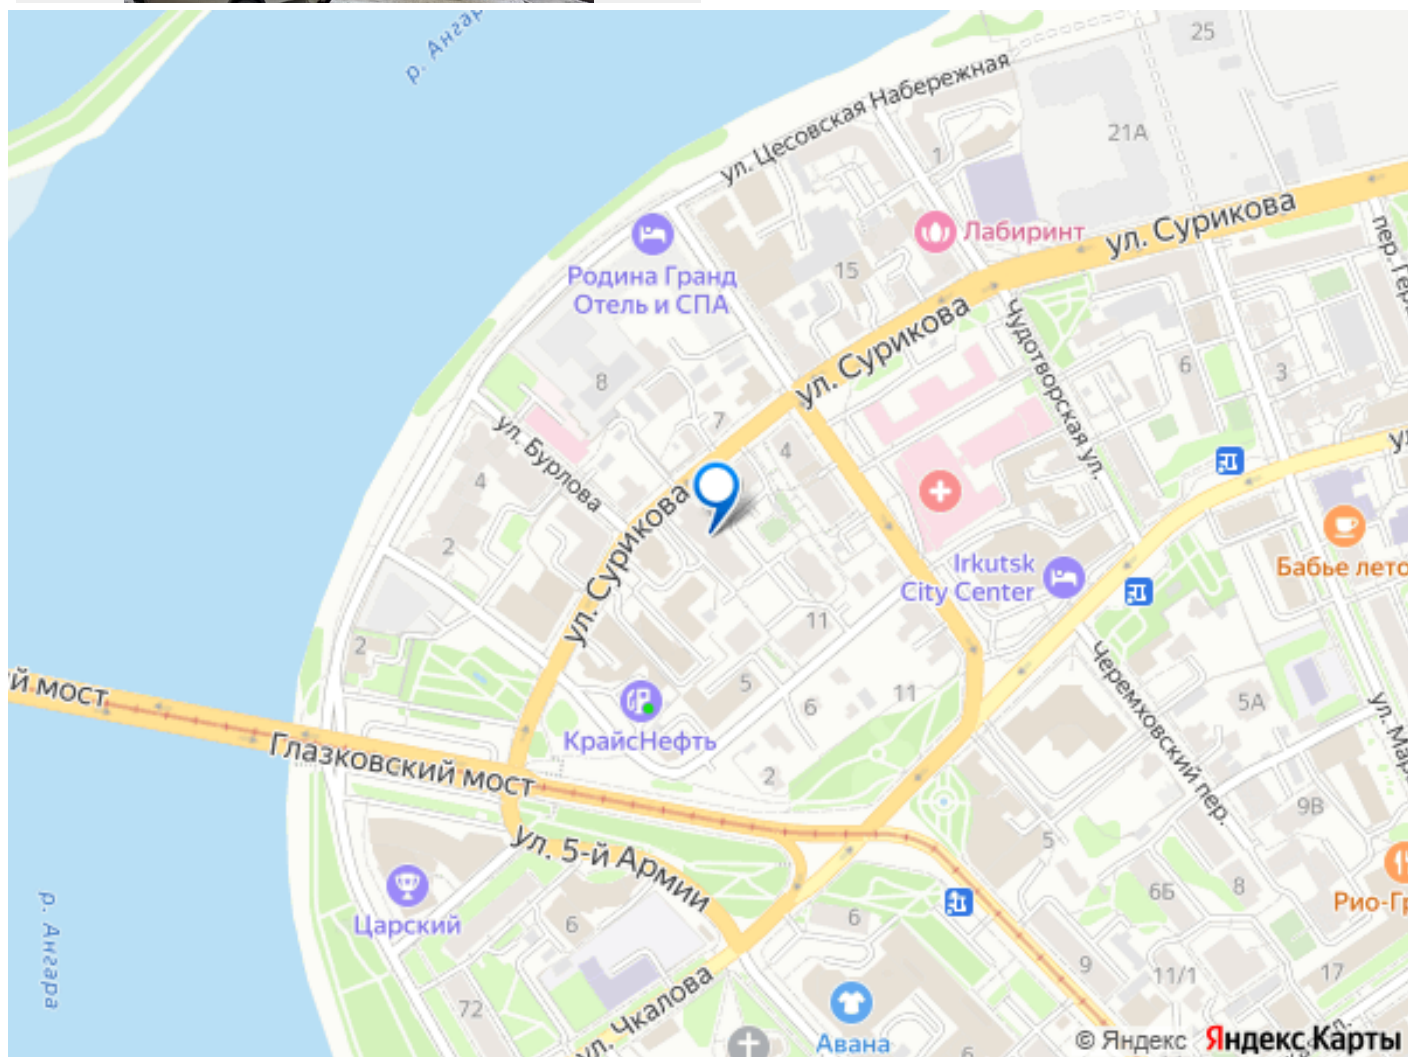 р. Ангара
25
ул. Цесовская Набережная
21А
1
ул. Сурикова
Лабиринт
Родина Гранд
Отель и СПА
15
ул. Сурикова
Чудотворская ул.
8
6
3
7
4
ул. Бурлова
4
2
ул. Сурикова
Irkutsk
City Center
Бабье лето
11
2
й мост
5
11
6
5А
Черемховский пер.
КрайсНефть
Глазковский мост
2
9В
5
ул. 5-й Армии
6Б
8
Царский
6
6
р. Ангара
9
11/1
17
72
ул. Чкалова
Авана
6
© Яндекс Яндекс Карты